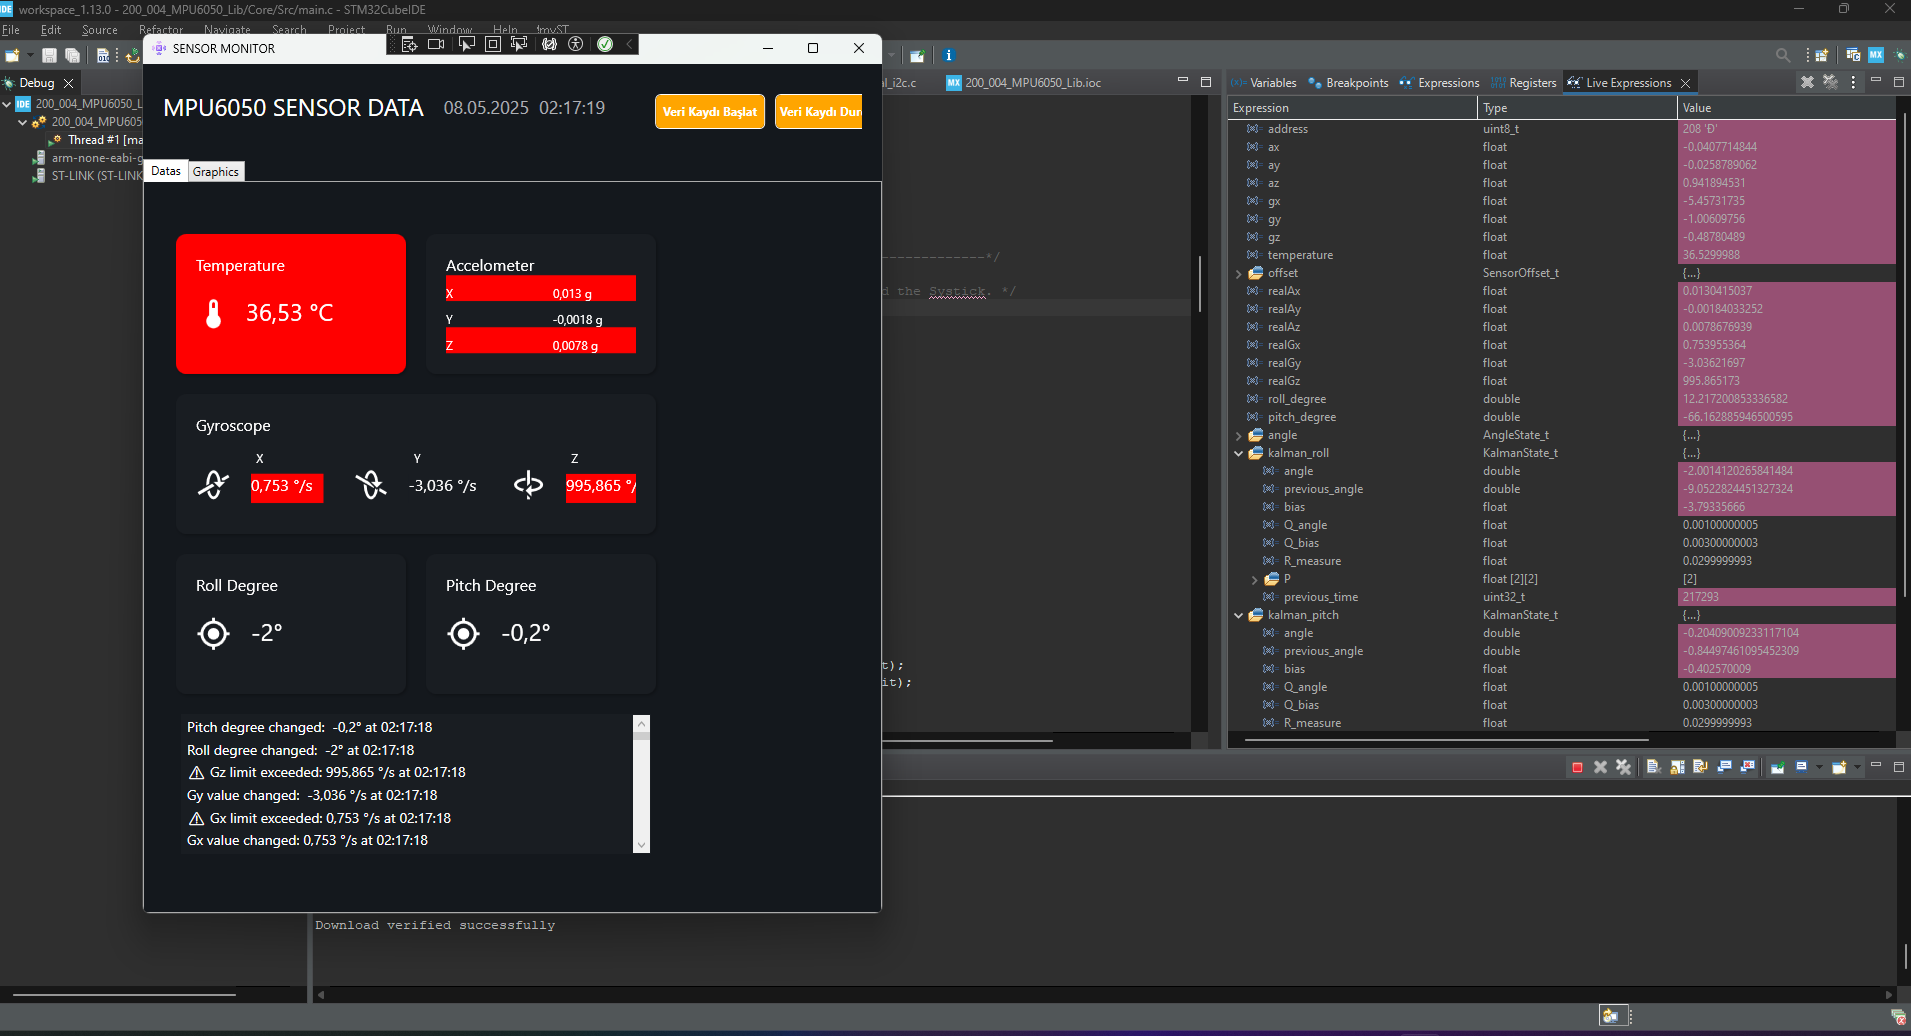 workspace_1.13.0 - 200_004_MPU6050_Lib/Core/Src/main.c - STM32CubeIDE
File Edit Source Refactor Navigate Search Project Run Window Help myST
Debug
200_004_MPU6050_L
200_004_MPU605
Thread #1 [ma
arm-none-eabi-g
ST-LINK (ST-LINK
SENSOR MONITOR
MPU6050 SENSOR DATA 08.05.2025 02:17:19
Veri Kaydı Başlat
Veri Kaydı Dur
Datas Graphics
Temperature
36,53 °C
Accelometer
X 0,013 g
Y -0,0018 g
Z 0,0078 g
Gyroscope
X Y Z
0,753 °/s -3,036 °/s 995,865 °/
Roll Degree
-2°
Pitch Degree
-0,2°
Pitch degree changed: -0,2° at 02:17:18
Roll degree changed: -2° at 02:17:18
⚠ Gz limit exceeded: 995,865 °/s at 02:17:18
Gy value changed: -3,036 °/s at 02:17:18
⚠ Gx limit exceeded: 0,753 °/s at 02:17:18
Gx value changed: 0,753 °/s at 02:17:18
al_i2c.c
MX 200_004_MPU6050_Lib.ioc
--------------*/
d the Systick. */
t);
it);
Download verified successfully
Variables Breakpoints Expressions Registers Live Expressions
Expression Type Value
address uint8_t 208 'Ð'
ax float -0.0407714844
ay float -0.0258789062
az float 0.941894531
gx float -5.45731735
gy float -1.00609756
gz float -0.48780489
temperature float 36.5299988
offset SensorOffset_t {...}
realAx float 0.0130415037
realAy float -0.00184033252
realAz float 0.0078676939
realGx float 0.753955364
realGy float -3.03621697
realGz float 995.865173
roll_degree double 12.217200853336582
pitch_degree double -66.162885946500595
angle AngleState_t {...}
kalman_roll KalmanState_t {...}
angle double -2.0014120265841484
previous_angle double -9.0522824451327324
bias float -3.79335666
Q_angle float 0.00100000005
Q_bias float 0.00300000003
R_measure float 0.0299999993
P float [2][2] [2]
previous_time uint32_t 217293
kalman_pitch KalmanState_t {...}
angle double -0.20409009233117104
previous_angle double -0.84497461095452309
bias float -0.402570009
Q_angle float 0.00100000005
Q_bias float 0.00300000003
R_measure float 0.0299999993